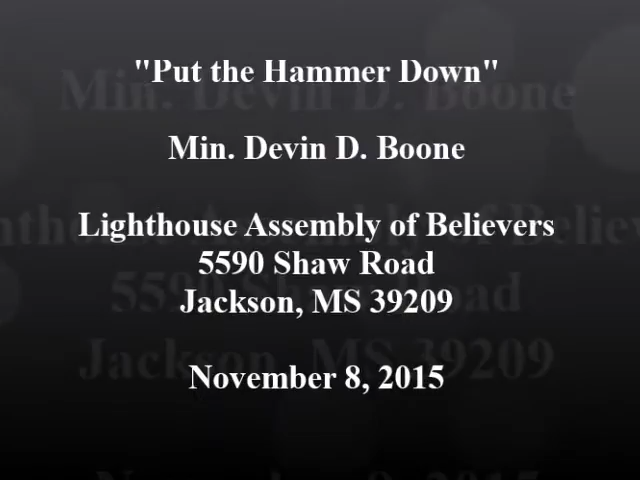 "Put the Hammer Down"
Min. Devin D. Boone
Lighthouse Assembly of Believers
5590 Shaw Road
Jackson, MS 39209
November 8, 2015